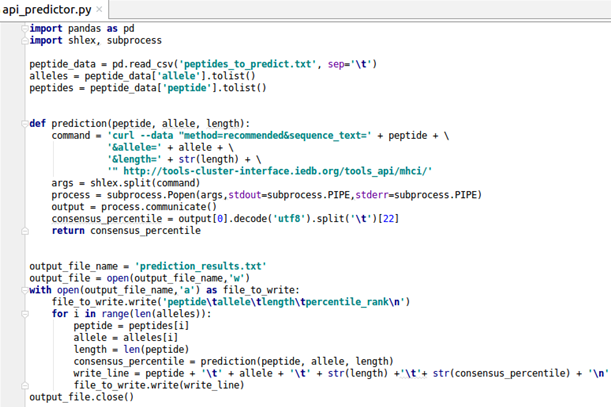 api_predictor.py ×
import pandas as pd
import shlex, subprocess

peptide_data = pd.read_csv('peptides_to_predict.txt', sep='\t')
alleles = peptide_data['allele'].tolist()
peptides = peptide_data['peptide'].tolist()


def prediction(peptide, allele, length):
    command = 'curl --data "method=recommended&sequence_text=' + peptide + \
              '&allele=' + allele + \
              '&length=' + str(length) + \
              '" http://tools-cluster-interface.iedb.org/tools_api/mhci/'
    args = shlex.split(command)
    process = subprocess.Popen(args,stdout=subprocess.PIPE,stderr=subprocess.PIPE)
    output = process.communicate()
    consensus_percentile = output[0].decode('utf8').split('\t')[22]
    return consensus_percentile


output_file_name = 'prediction_results.txt'
output_file = open(output_file_name,'w')
with open(output_file_name,'a') as file_to_write:
    file_to_write.write('peptide\tallele\tlength\tpercentile_rank\n')
    for i in range(len(alleles)):
        peptide = peptides[i]
        allele = alleles[i]
        length = len(peptide)
        consensus_percentile = prediction(peptide, allele, length)
        write_line = peptide + '\t' + allele + '\t' + str(length) +'\t'+ str(consensus_percentile) + '\n'
        file_to_write.write(write_line)
output_file.close()